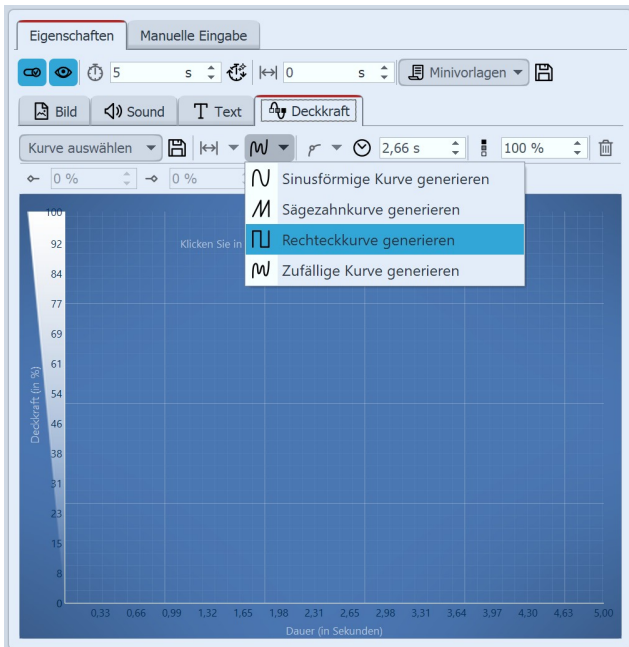 Eigenschaften Manuelle Eingabe
5 s 0 s Minivorlagen
Bild Sound Text Deckkraft
Kurve auswählen 2,66 s 100 %
0 % 0 %
Sinusförmige Kurve generieren
Sägezahnkurve generieren
Rechteckkurve generieren
Zufällige Kurve generieren
Klicken Sie in
100
92
84
77
69
61
54
46
38
31
23
15
8
0
Deckkraft (in %)
0,33 0,66 0,99 1,32 1,65 1,98 2,31 2,65 2,98 3,31 3,64 3,97 4,30 4,63 5,00
Dauer (in Sekunden)